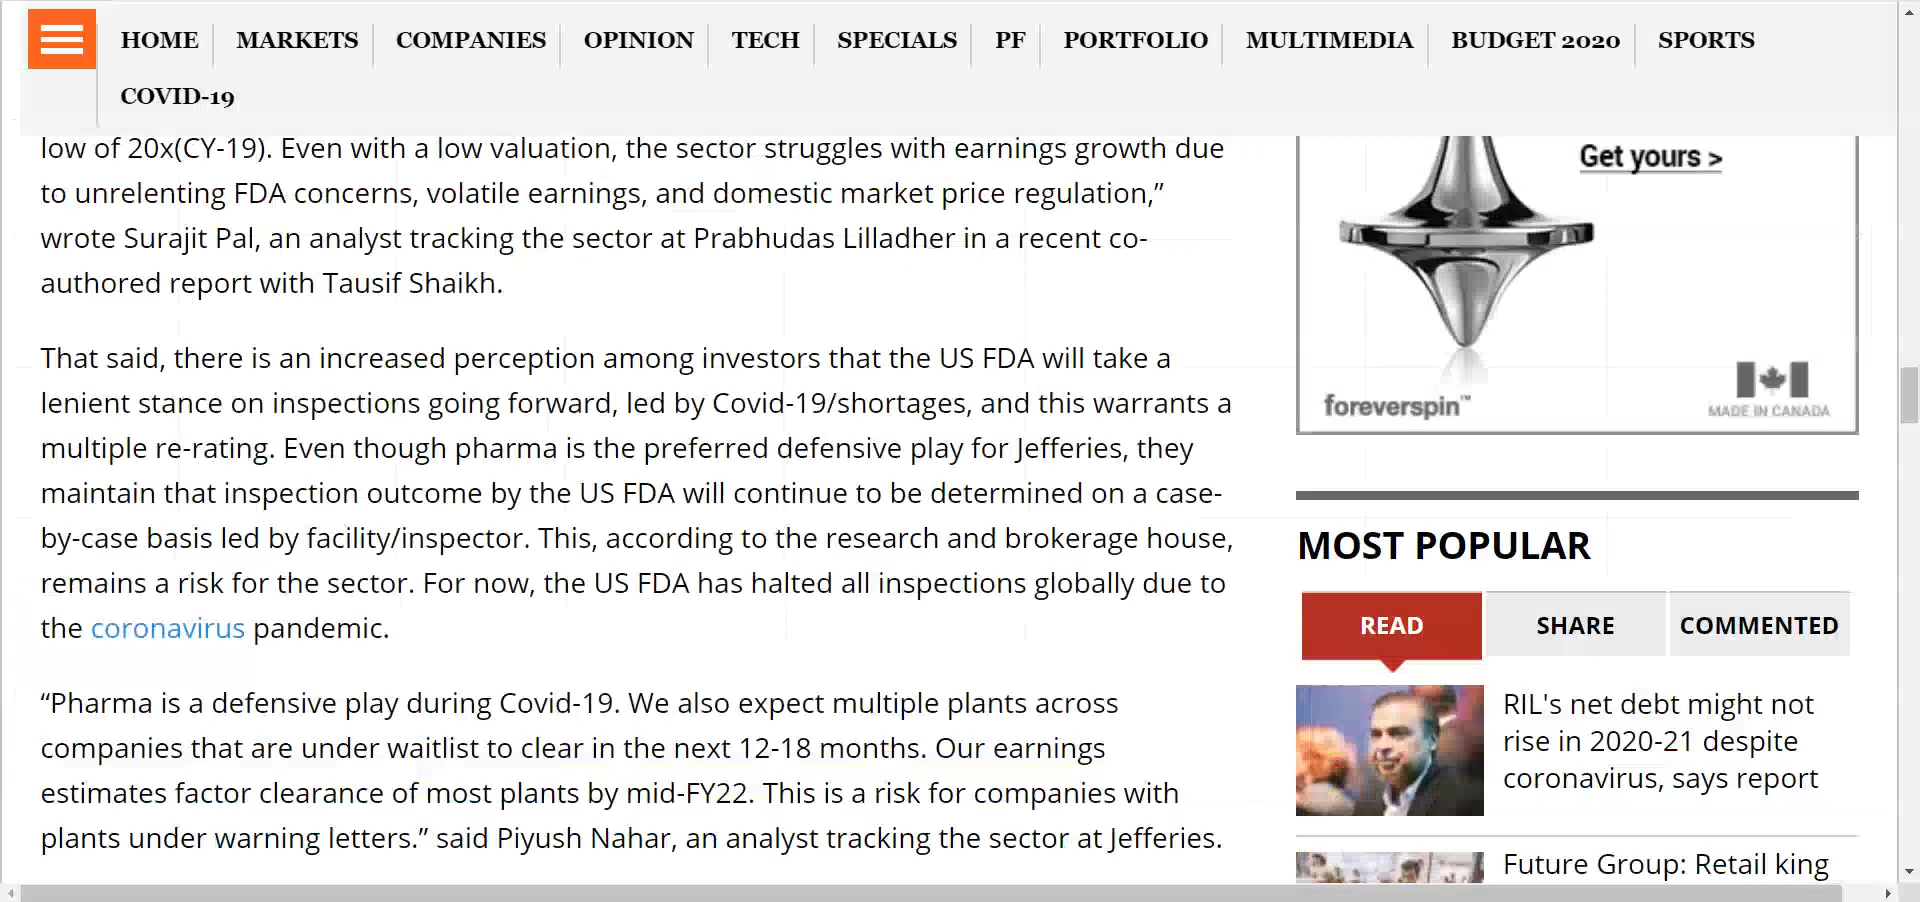 HOME MARKETS COMPANIES OPINION TECH SPECIALS PF PORTFOLIO MULTIMEDIA BUDGET 2020 SPORTS
COVID-19
low of 20x(CY-19). Even with a low valuation, the sector struggles with earnings growth due
to unrelenting FDA concerns, volatile earnings, and domestic market price regulation,”
wrote Surajit Pal, an analyst tracking the sector at Prabhudas Lilladher in a recent co-
authored report with Tausif Shaikh.
That said, there is an increased perception among investors that the US FDA will take a
lenient stance on inspections going forward, led by Covid-19/shortages, and this warrants a
multiple re-rating. Even though pharma is the preferred defensive play for Jefferies, they
maintain that inspection outcome by the US FDA will continue to be determined on a case-
by-case basis led by facility/inspector. This, according to the research and brokerage house,
remains a risk for the sector. For now, the US FDA has halted all inspections globally due to
the coronavirus pandemic.
“Pharma is a defensive play during Covid-19. We also expect multiple plants across
companies that are under waitlist to clear in the next 12-18 months. Our earnings
estimates factor clearance of most plants by mid-FY22. This is a risk for companies with
plants under warning letters.” said Piyush Nahar, an analyst tracking the sector at Jefferies.
Get yours >
foreverspin™
MADE IN CANADA
MOST POPULAR
READ SHARE COMMENTED
RIL's net debt might not
rise in 2020-21 despite
coronavirus, says report
Future Group: Retail king